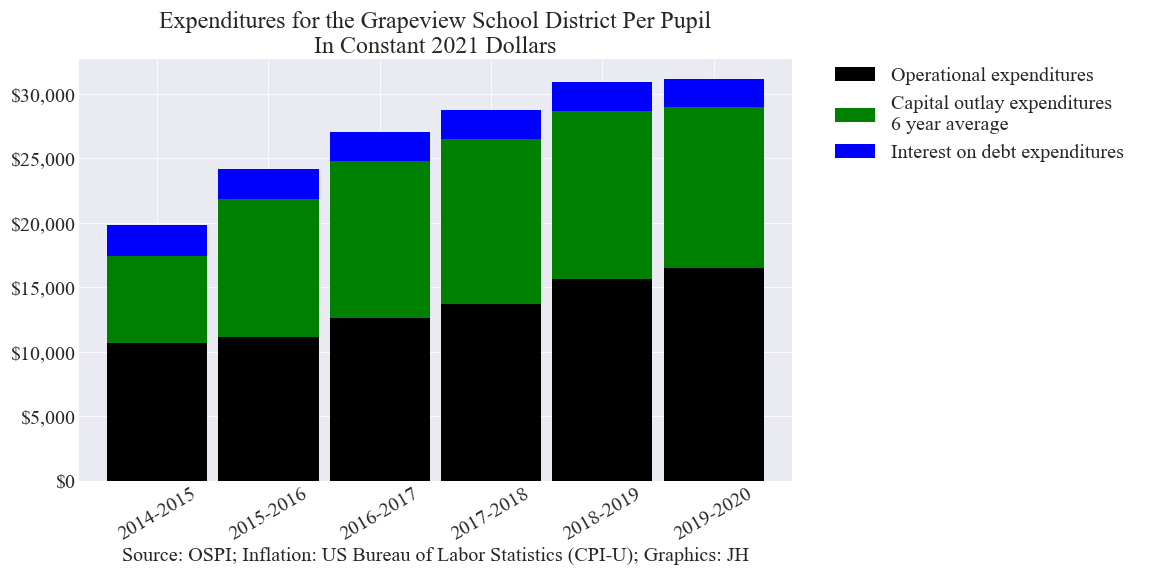 Expenditures for the Grapeview School District Per Pupil
In Constant 2021 Dollars
$30,000
$25,000
$20,000
$15,000
$10,000
$5,000
$0
2014-2015
2015-2016
2016-2017
2017-2018
2018-2019
2019-2020
Source: OSPI; Inflation: US Bureau of Labor Statistics (CPI-U); Graphics: JH
Operational expenditures
Capital outlay expenditures
6 year average
Interest on debt expenditures